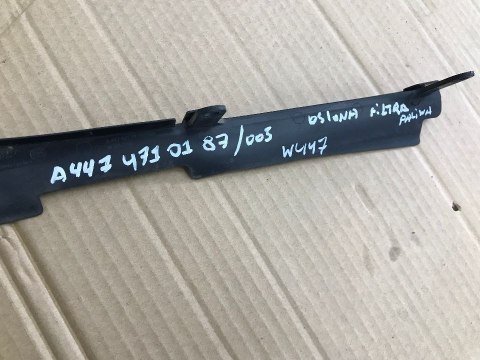 A447 471 01 87/003
OSŁONA FILTRA
PALIWA
W447